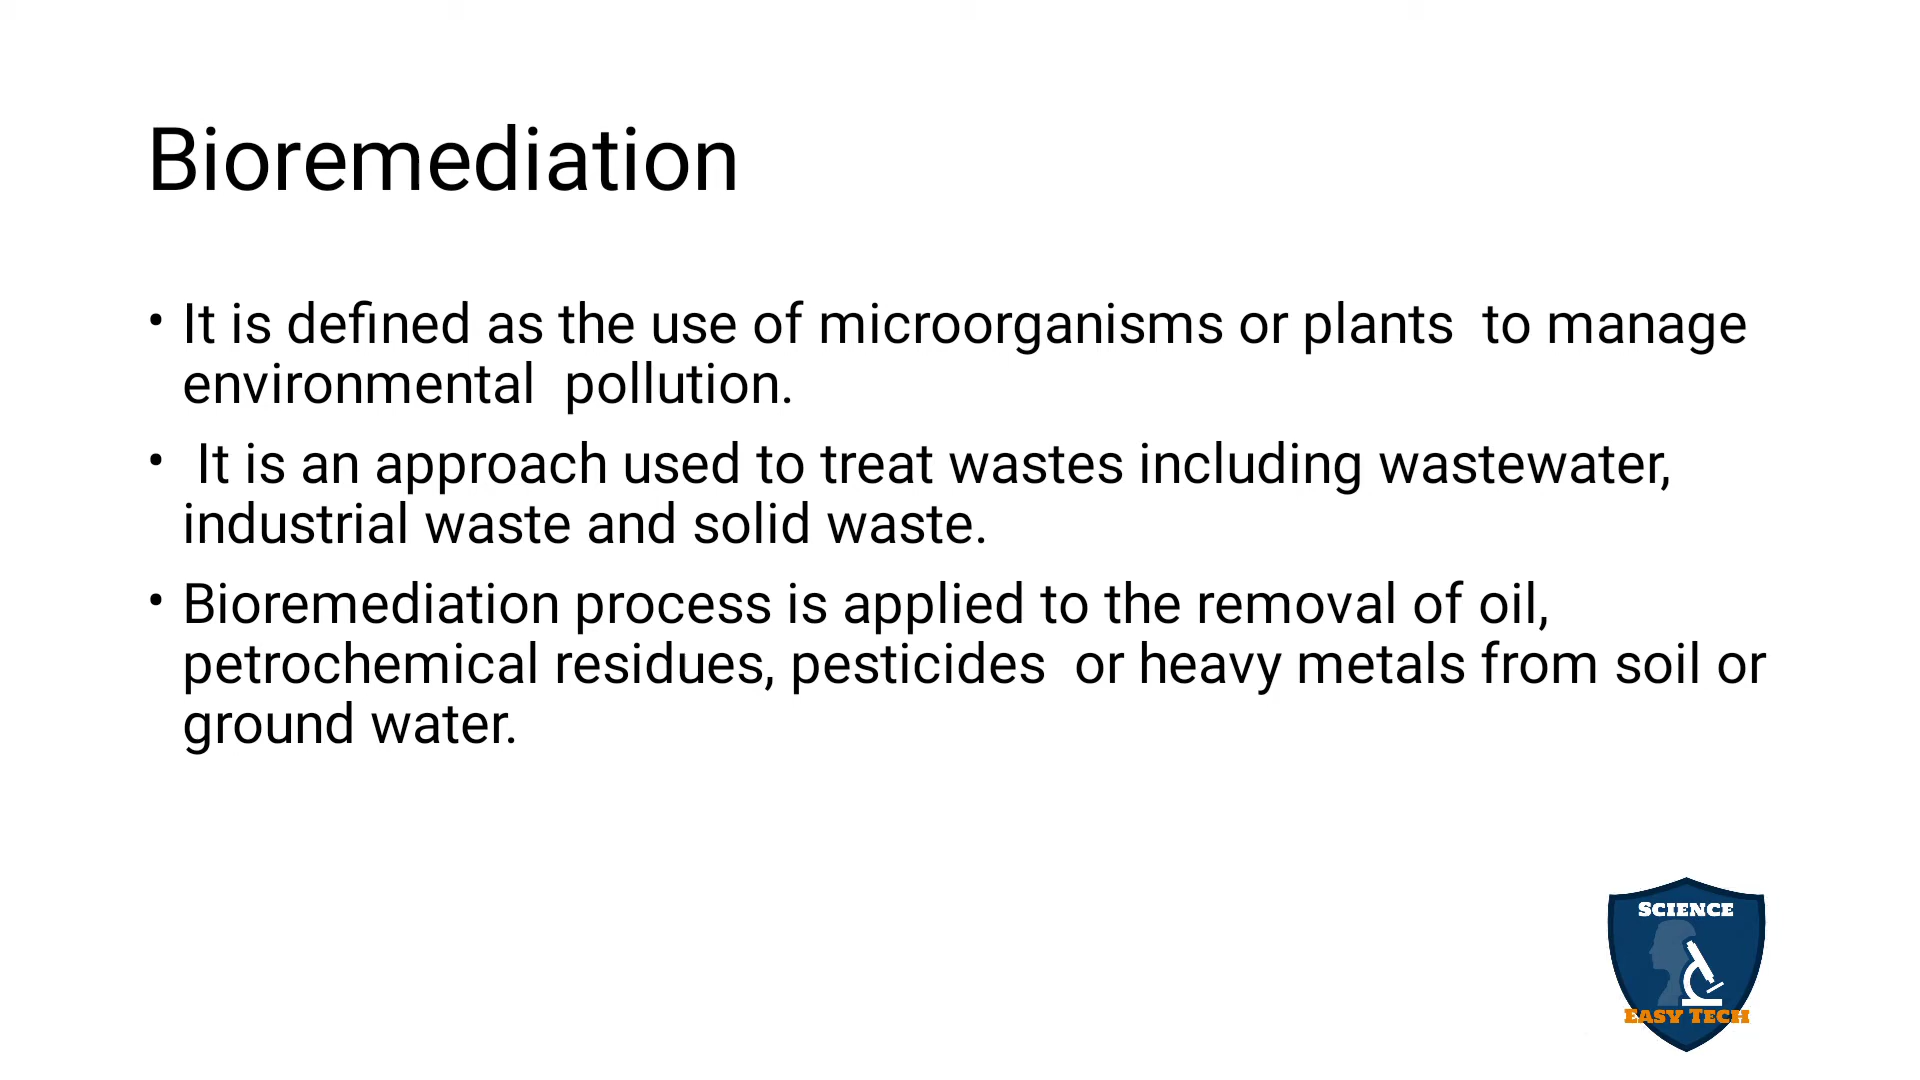 Bioremediation
• It is defined as the use of microorganisms or plants  to manage
environmental  pollution.
•  It is an approach used to treat wastes including wastewater,
industrial waste and solid waste.
• Bioremediation process is applied to the removal of oil,
petrochemical residues, pesticides  or heavy metals from soil or
ground water.
SCIENCE
EASY TECH